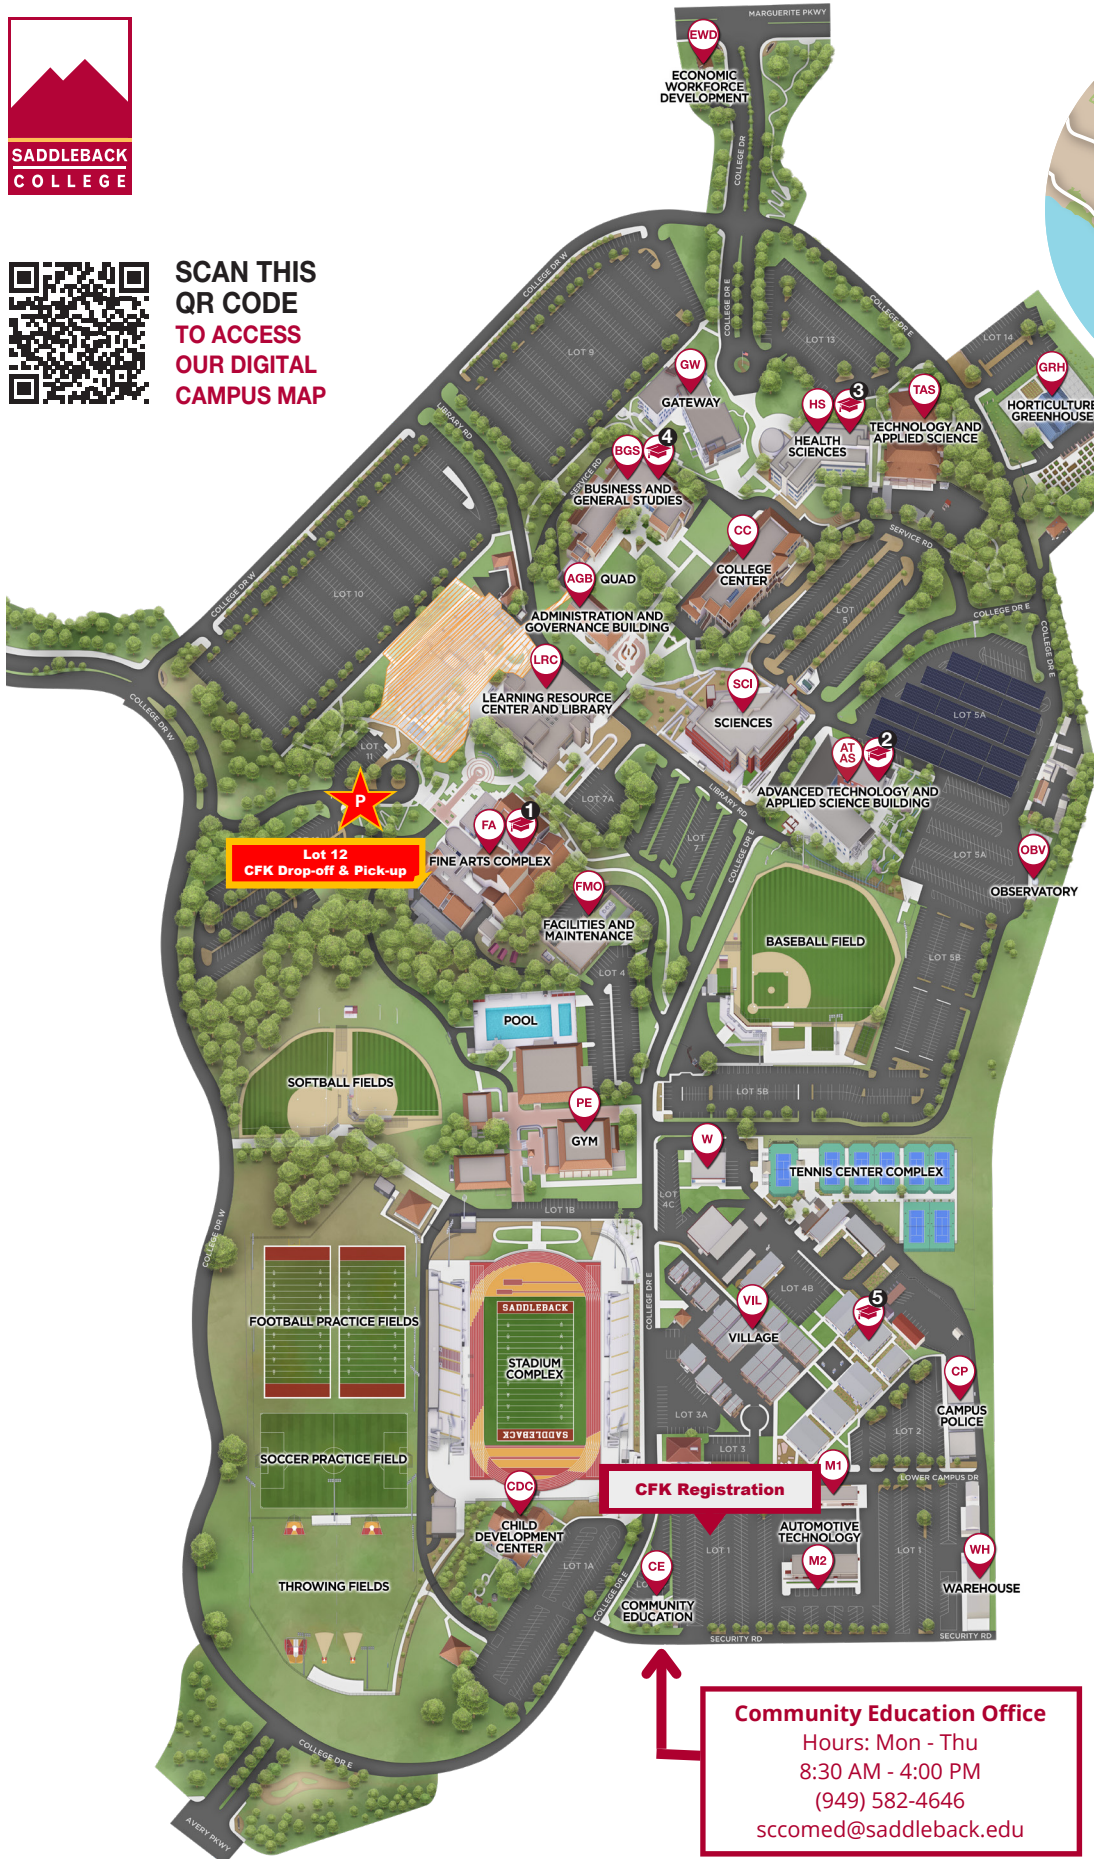 SADDLEBACK
COLLEGE
SCAN THIS
QR CODE
TO ACCESS
OUR DIGITAL
CAMPUS MAP
MARGUERITE PKWY
EWD
ECONOMIC
WORKFORCE
DEVELOPMENT
COLLEGE DR
COLLEGE DR W
COLLEGE DR E
COLLEGE DR E
LOT 9
LOT 13
LOT 14
GW
GATEWAY
HS
3
HEALTH
SCIENCES
TAS
TECHNOLOGY AND
APPLIED SCIENCE
GRH
HORTICULTURE
GREENHOUSE
LIBRARY RD
BGS
4
SERVICE RD
BUSINESS AND
GENERAL STUDIES
CC
COLLEGE
CENTER
SERVICE RD
LOT 10
COLLEGE DR W
AGB
QUAD
ADMINISTRATION AND
GOVERNANCE BUILDING
LOT
5
COLLEGE DR E
COLLEGE DR E
LRC
LEARNING RESOURCE
CENTER AND LIBRARY
SCI
SCIENCES
COLLEGE DR W
LOT 5A
LOT
11
AT
AS
2
ADVANCED TECHNOLOGY AND
APPLIED SCIENCE BUILDING
P
LOT 7A
LIBRARY RD
LOT
7
COLLEGE DR E
FA
1
FINE ARTS COMPLEX
Lot 12
CFK Drop-off & Pick-up
LOT 5A
OBV
OBSERVATORY
FMO
FACILITIES AND
MAINTENANCE
BASEBALL FIELD
LOT 5B
LOT 4
POOL
SOFTBALL FIELDS
LOT 5B
PE
GYM
W
TENNIS CENTER COMPLEX
LOT
4C
LOT 1B
COLLEGE DR W
COLLEGE DR E
LOT 4B
VIL
VILLAGE
5
SADDLEBACK
FOOTBALL PRACTICE FIELDS
STADIUM
COMPLEX
SADDLEBACK
CP
CAMPUS
POLICE
LOT 3A
LOT 3
LOT 2
SOCCER PRACTICE FIELD
M1
LOWER CAMPUS DR
CDC
CHILD
DEVELOPMENT
CENTER
CFK Registration
AUTOMOTIVE
TECHNOLOGY
M2
LOT 1
LOT 1
WH
WAREHOUSE
LOT 1A
COLLEGE DR E
CE
COMMUNITY
EDUCATION
THROWING FIELDS
SECURITY RD
SECURITY RD
COLLEGE DR E
AVERY PKWY
Community Education Office
Hours: Mon - Thu
8:30 AM - 4:00 PM
(949) 582-4646
sccomed@saddleback.edu